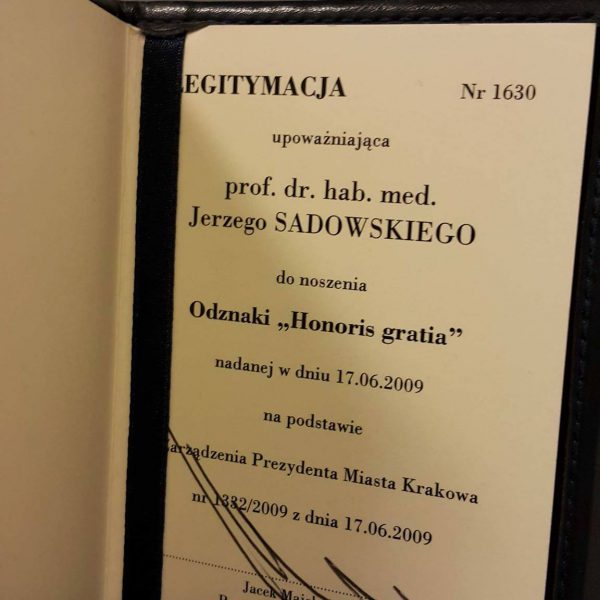 LEGITYMACJA Nr 1630
upoważniająca
prof. dr. hab. med.
Jerzego SADOWSKIEGO
do noszenia
Odznaki „Honoris gratia”
nadanej w dniu 17.06.2009
na podstawie
Zarządzenia Prezydenta Miasta Krakowa
nr 1332/2009 z dnia 17.06.2009
Jacek